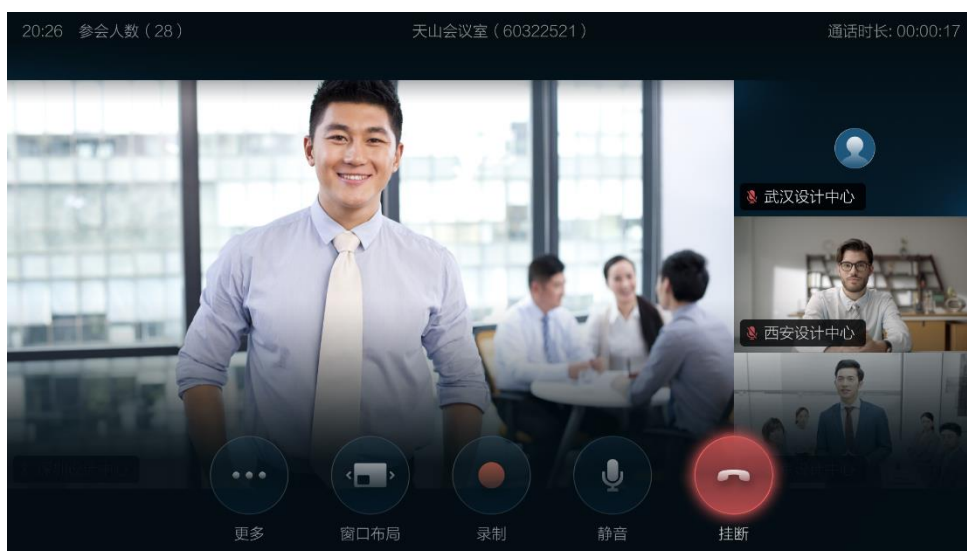 20:26 参会人数（28）
天山会议室（60322521）
通话时长: 00:00:17
武汉设计中心
西安设计中心
更多
窗口布局
录制
静音
挂断